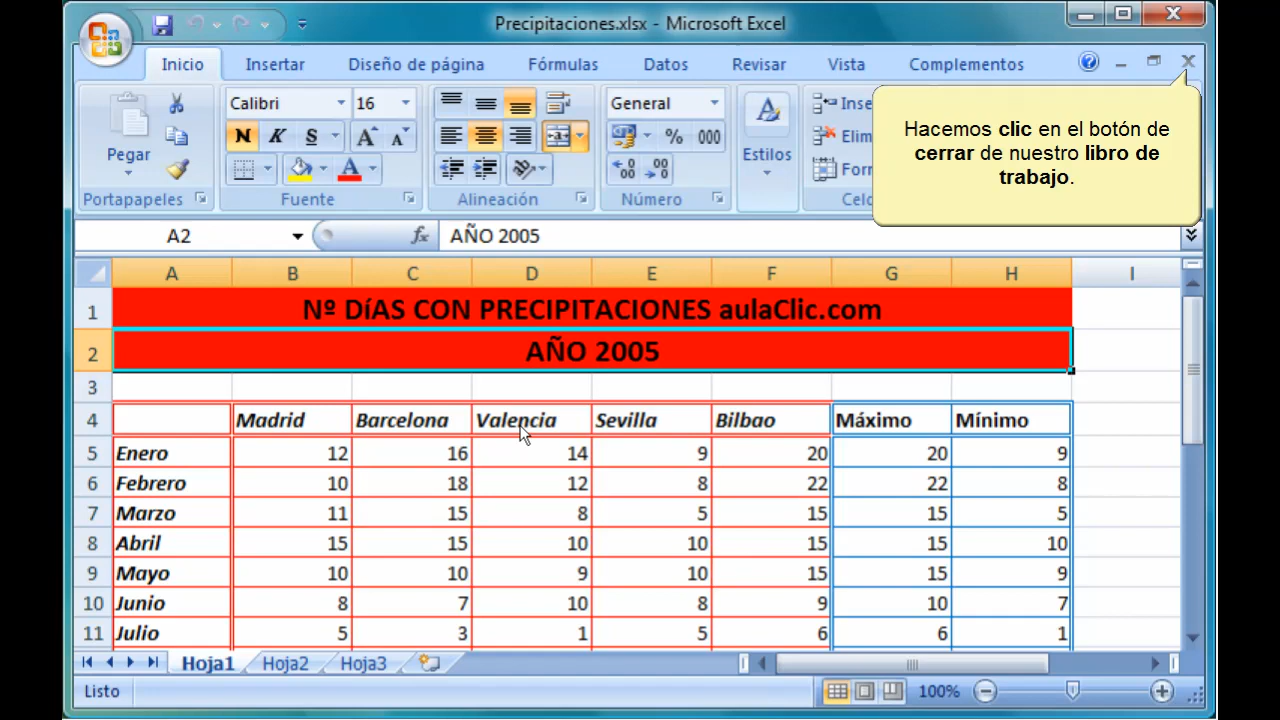 Precipitaciones.xlsx - Microsoft Excel
Inicio Insertar Diseño de página Fórmulas Datos Revisar Vista Complementos
Calibri 16 General Inse
N K S A A % 000 Elim
Pegar Estilos Form
Portapapeles Fuente Alineación Número Celd
Hacemos clic en el botón de
cerrar de nuestro libro de
trabajo.
A2 fx AÑO 2005
A B C D E F G H I
1 Nº DíAS CON PRECIPITACIONES aulaClic.com
2 AÑO 2005
3
4 Madrid Barcelona Valencia Sevilla Bilbao Máximo Mínimo
5 Enero 12 16 14 9 20 20 9
6 Febrero 10 18 12 8 22 22 8
7 Marzo 11 15 8 5 15 15 5
8 Abril 15 15 10 10 15 15 10
9 Mayo 10 10 9 10 15 15 9
10 Junio 8 7 10 8 9 10 7
11 Julio 5 3 1 5 6 6 1
Hoja1 Hoja2 Hoja3
Listo 100%